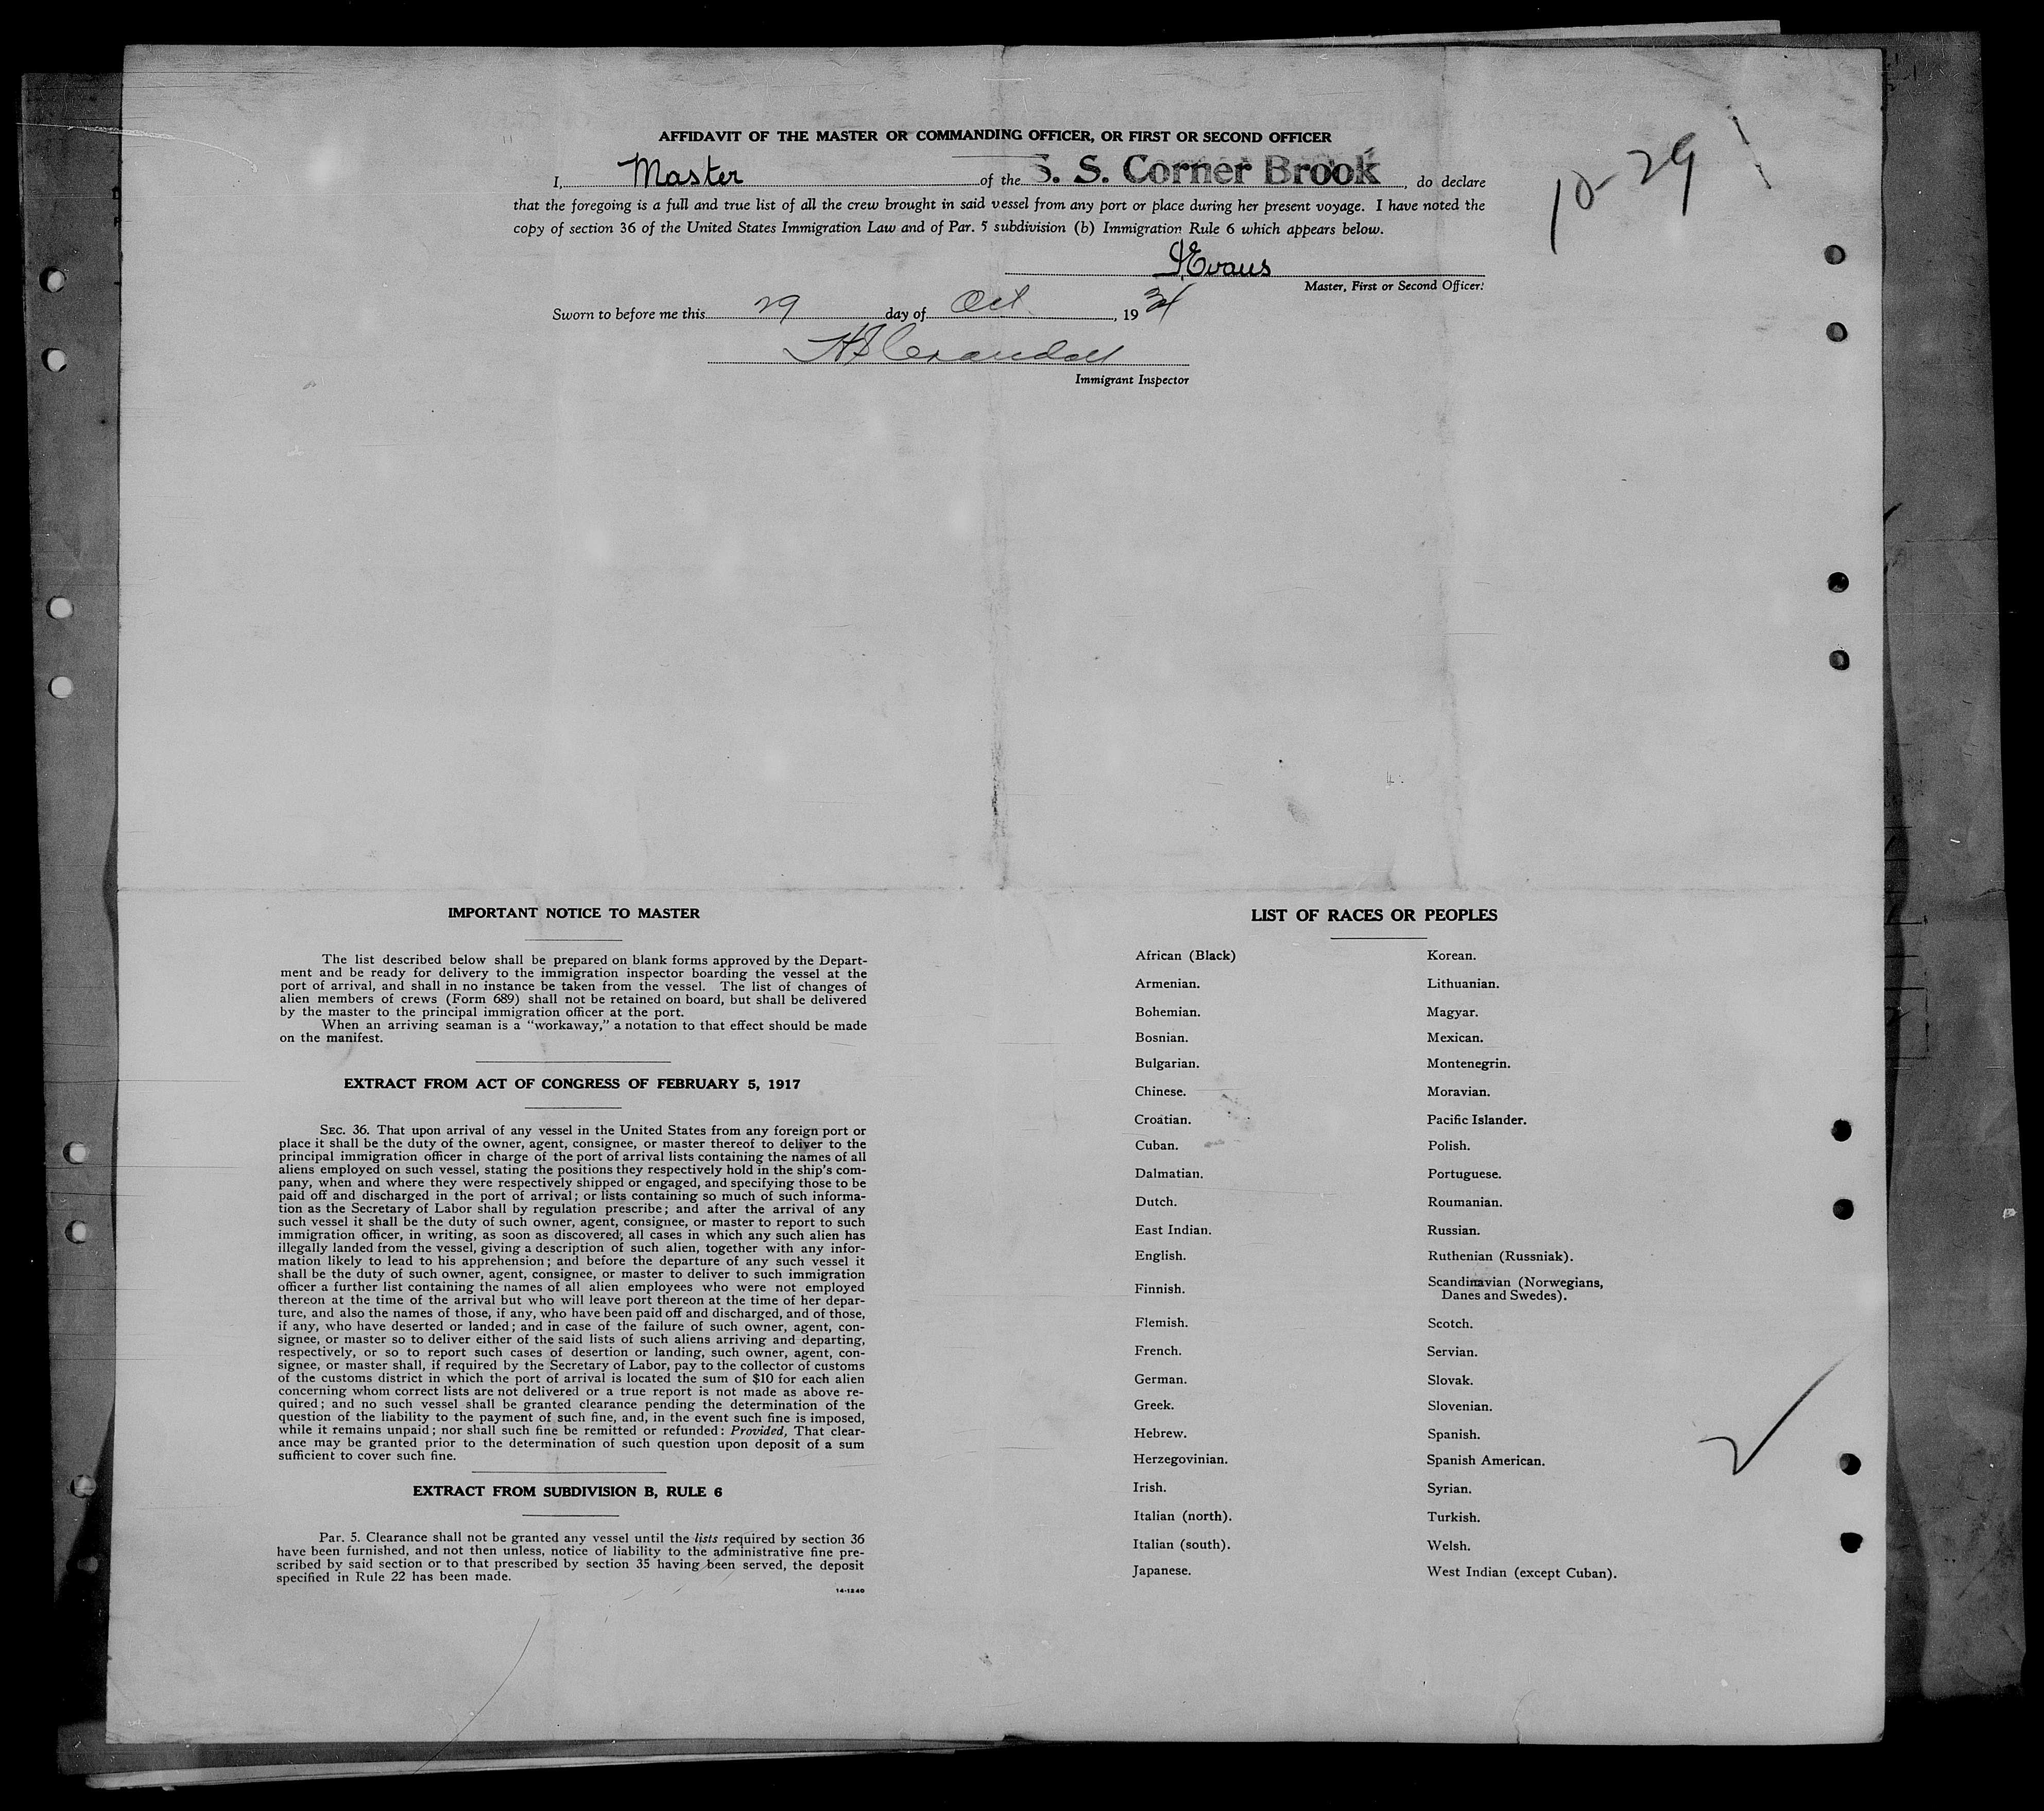 AFFIDAVIT OF THE MASTER OR COMMANDING OFFICER, OR FIRST OR SECOND OFFICER
I, Master of the S. S. Corner Brook, do declare
that the foregoing is a full and true list of all the crew brought in said vessel from any port or place during her present voyage. I have noted the
copy of section 36 of the United States Immigration Law and of Par. 5 subdivision (b) Immigration Rule 6 which appears below.
10-29
Evans
Master, First or Second Officer.
Sworn to before me this 29 day of Oct, 19
Crandall
Immigrant Inspector
IMPORTANT NOTICE TO MASTER
The list described below shall be prepared on blank forms approved by the Depart-
ment and be ready for delivery to the immigration inspector boarding the vessel at the
port of arrival, and shall in no instance be taken from the vessel. The list of changes of
alien members of crews (Form 689) shall not be retained on board, but shall be delivered
by the master to the principal immigration officer at the port.
When an arriving seaman is a "workaway," a notation to that effect should be made
on the manifest.
EXTRACT FROM ACT OF CONGRESS OF FEBRUARY 5, 1917
SEC. 36. That upon arrival of any vessel in the United States from any foreign port or
place it shall be the duty of the owner, agent, consignee, or master thereof to deliver to the
principal immigration officer in charge of the port of arrival lists containing the names of all
aliens employed on such vessel, stating the positions they respectively hold in the ship's com-
pany, when and where they were respectively shipped or engaged, and specifying those to be
paid off and discharged in the port of arrival; or lists containing so much of such informa-
tion as the Secretary of Labor shall by regulation prescribe; and after the arrival of any
such vessel it shall be the duty of such owner, agent, consignee, or master to report to such
immigration officer, in writing, as soon as discovered, all cases in which any such alien has
illegally landed from the vessel, giving a description of such alien, together with any infor-
mation likely to lead to his apprehension; and before the departure of any such vessel it
shall be the duty of such owner, agent, consignee, or master to deliver to such immigration
officer a further list containing the names of all alien employees who were not employed
thereon at the time of the arrival but who will leave port thereon at the time of her depar-
ture, and also the names of those, if any, who have been paid off and discharged, and of those,
if any, who have deserted or landed; and in case of the failure of such owner, agent, con-
signee, or master so to deliver either of the said lists of such aliens arriving and departing,
respectively, or so to report such cases of desertion or landing, such owner, agent, con-
signee, or master shall, if required by the Secretary of Labor, pay to the collector of customs
of the customs district in which the port of arrival is located the sum of $10 for each alien
concerning whom correct lists are not delivered or a true report is not made as above re-
quired; and no such vessel shall be granted clearance pending the determination of the
question of the liability to the payment of such fine, and, in the event such fine is imposed,
while it remains unpaid; nor shall such fine be remitted or refunded: Provided, That clear-
ance may be granted prior to the determination of such question upon deposit of a sum
sufficient to cover such fine.
EXTRACT FROM SUBDIVISION B, RULE 6
Par. 5. Clearance shall not be granted any vessel until the lists required by section 36
have been furnished, and not then unless, notice of liability to the administrative fine pre-
scribed by said section or to that prescribed by section 35 having been served, the deposit
specified in Rule 22 has been made.
14-1240
LIST OF RACES OR PEOPLES
African (Black)
Armenian.
Bohemian.
Bosnian.
Bulgarian.
Chinese.
Croatian.
Cuban.
Dalmatian.
Dutch.
East Indian.
English.
Finnish.
Flemish.
French.
German.
Greek.
Hebrew.
Herzegovinian.
Irish.
Italian (north).
Italian (south).
Japanese.
Korean.
Lithuanian.
Magyar.
Mexican.
Montenegrin.
Moravian.
Pacific Islander.
Polish.
Portuguese.
Roumanian.
Russian.
Ruthenian (Russniak).
Scandinavian (Norwegians,
Danes and Swedes).
Scotch.
Servian.
Slovak.
Slovenian.
Spanish.
Spanish American.
Syrian.
Turkish.
Welsh.
West Indian (except Cuban).